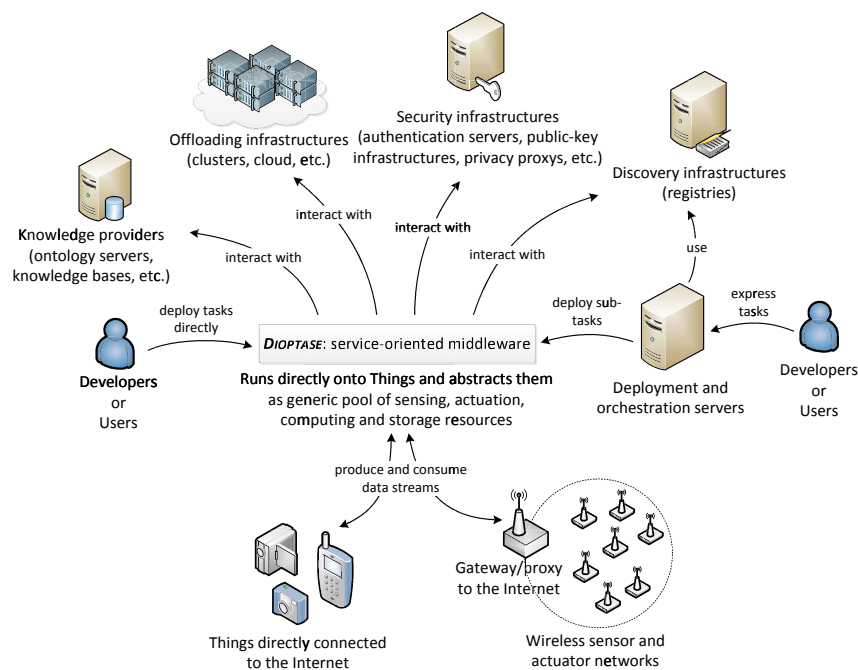 Offloading infrastructures
(clusters, cloud, etc.)
Security infrastructures
(authentication servers, public-key
infrastructures, privacy proxys, etc.)
Discovery infrastructures
(registries)
Knowledge providers
(ontology servers,
knowledge bases, etc.)
interact with
interact with
interact with
interact with
use
deploy tasks
directly
deploy sub-
tasks
express
tasks
DIOPTASE: service-oriented middleware
Developers
or
Users
Runs directly onto Things and abstracts them
as generic pool of sensing, actuation,
computing and storage resources
Deployment and
orchestration servers
Developers
or
Users
produce and consume
data streams
Gateway/proxy
to the Internet
Things directly connected
to the Internet
Wireless sensor and
actuator networks